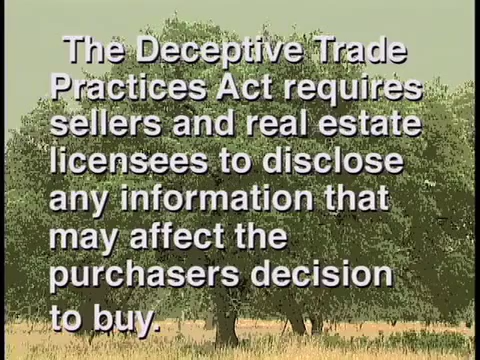 The Deceptive Trade
Practices Act requires
sellers and real estate
licensees to disclose
any information that
may affect the
purchasers decision
to buy.